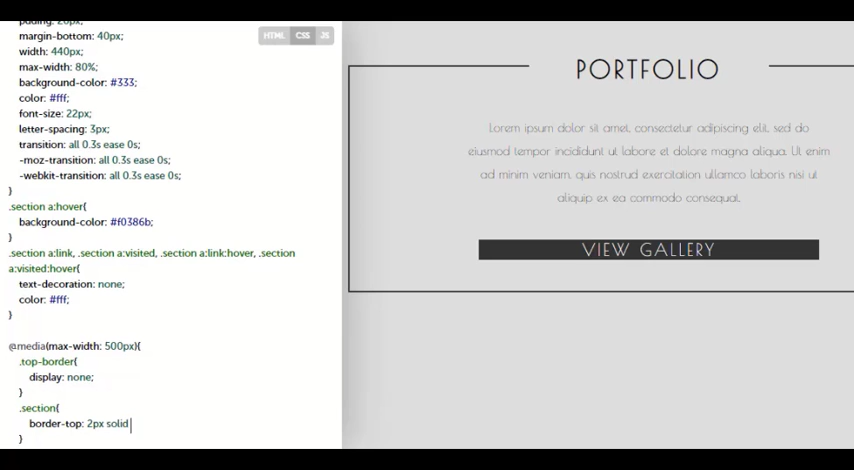 pading: 20px;
margin-bottom: 40px;
width: 440px;
max-width: 80%;
background-color: #333;
color: #fff;
font-size: 22px;
letter-spacing: 3px;
transition: all 0.3s ease 0s;
-moz-transition: all 0.3s ease 0s;
-webkit-transition: all 0.3s ease 0s;
}
.section a:hover{
background-color: #f0386b;
}
.section a:link, .section a:visited, .section a:link:hover, .section
a:visited:hover{
text-decoration: none;
color: #fff;
}
@media(max-width: 500px){
.top-border{
display: none;
}
.section{
border-top: 2px solid
}
HTML CSS JS
PORTFOLIO
Lorem ipsum dolor sit amet, consectetur adipiscing elit, sed do
eiusmod tempor incididunt ut labore et dolore magna aliqua. Ut enim
ad minim veniam, quis nostrud exercitation ullamco laboris nisi ut
aliquip ex ea commodo consequat.
VIEW GALLERY